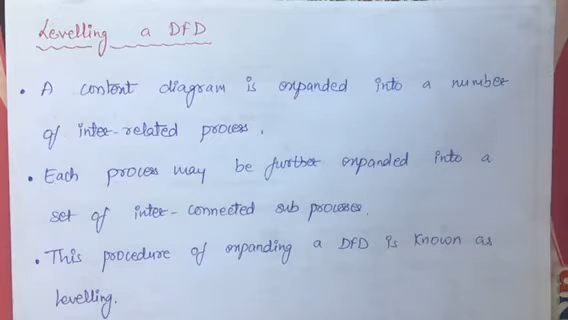 Levelling a DFD
• A context diagram is expanded into a number
of inter-related process.
• Each process may be further expanded into a
set of inter-connected sub processes.
• This procedure of expanding a DFD is known as
levelling.